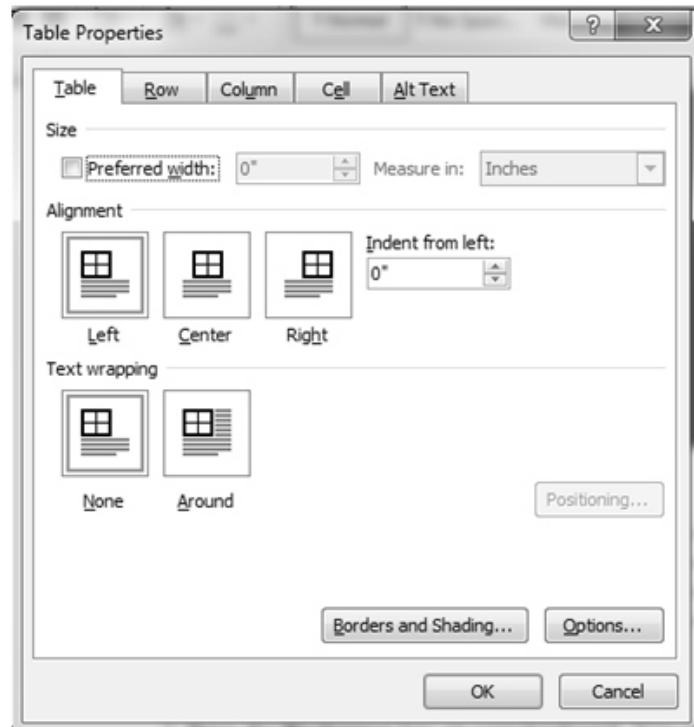 Table Properties
?
Table Row Column Cell Alt Text
Size
Preferred width: 0" Measure in: Inches
Alignment
Indent from left:
0"
Left Center Right
Text wrapping
None Around
Positioning...
Borders and Shading... Options...
OK Cancel